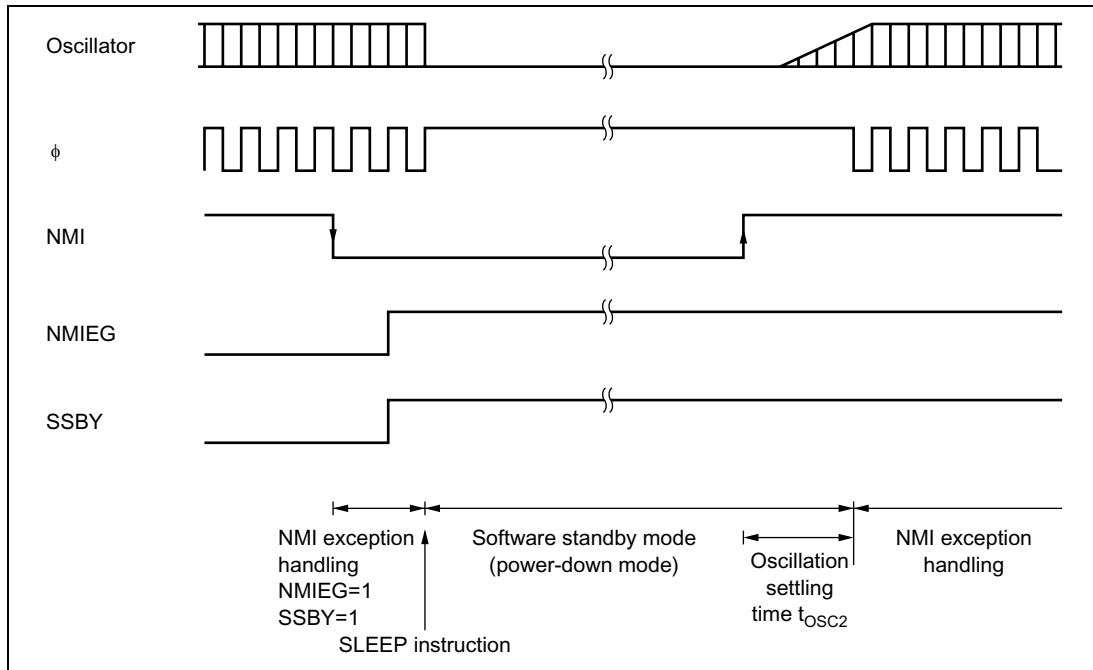 Oscillator
ϕ
NMI
NMIEG
SSBY
NMI exception
handling
NMIEG=1
SSBY=1
SLEEP instruction
Software standby mode
(power-down mode)
Oscillation
settling
time tOSC2
NMI exception
handling